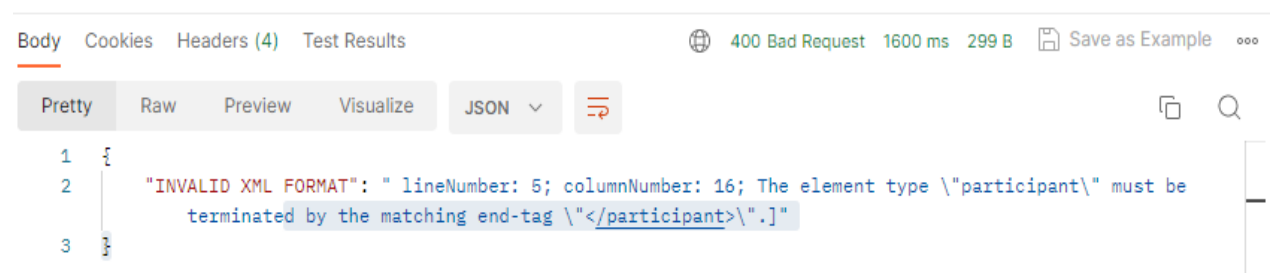 Body Cookies Headers (4) Test Results 400 Bad Request 1600 ms 299 B Save as Example
Pretty Raw Preview Visualize JSON
1 {
2 "INVALID XML FORMAT": " lineNumber: 5; columnNumber: 16; The element type \"participant\" must be
terminated by the matching end-tag \"</participant>\".]"
3 }